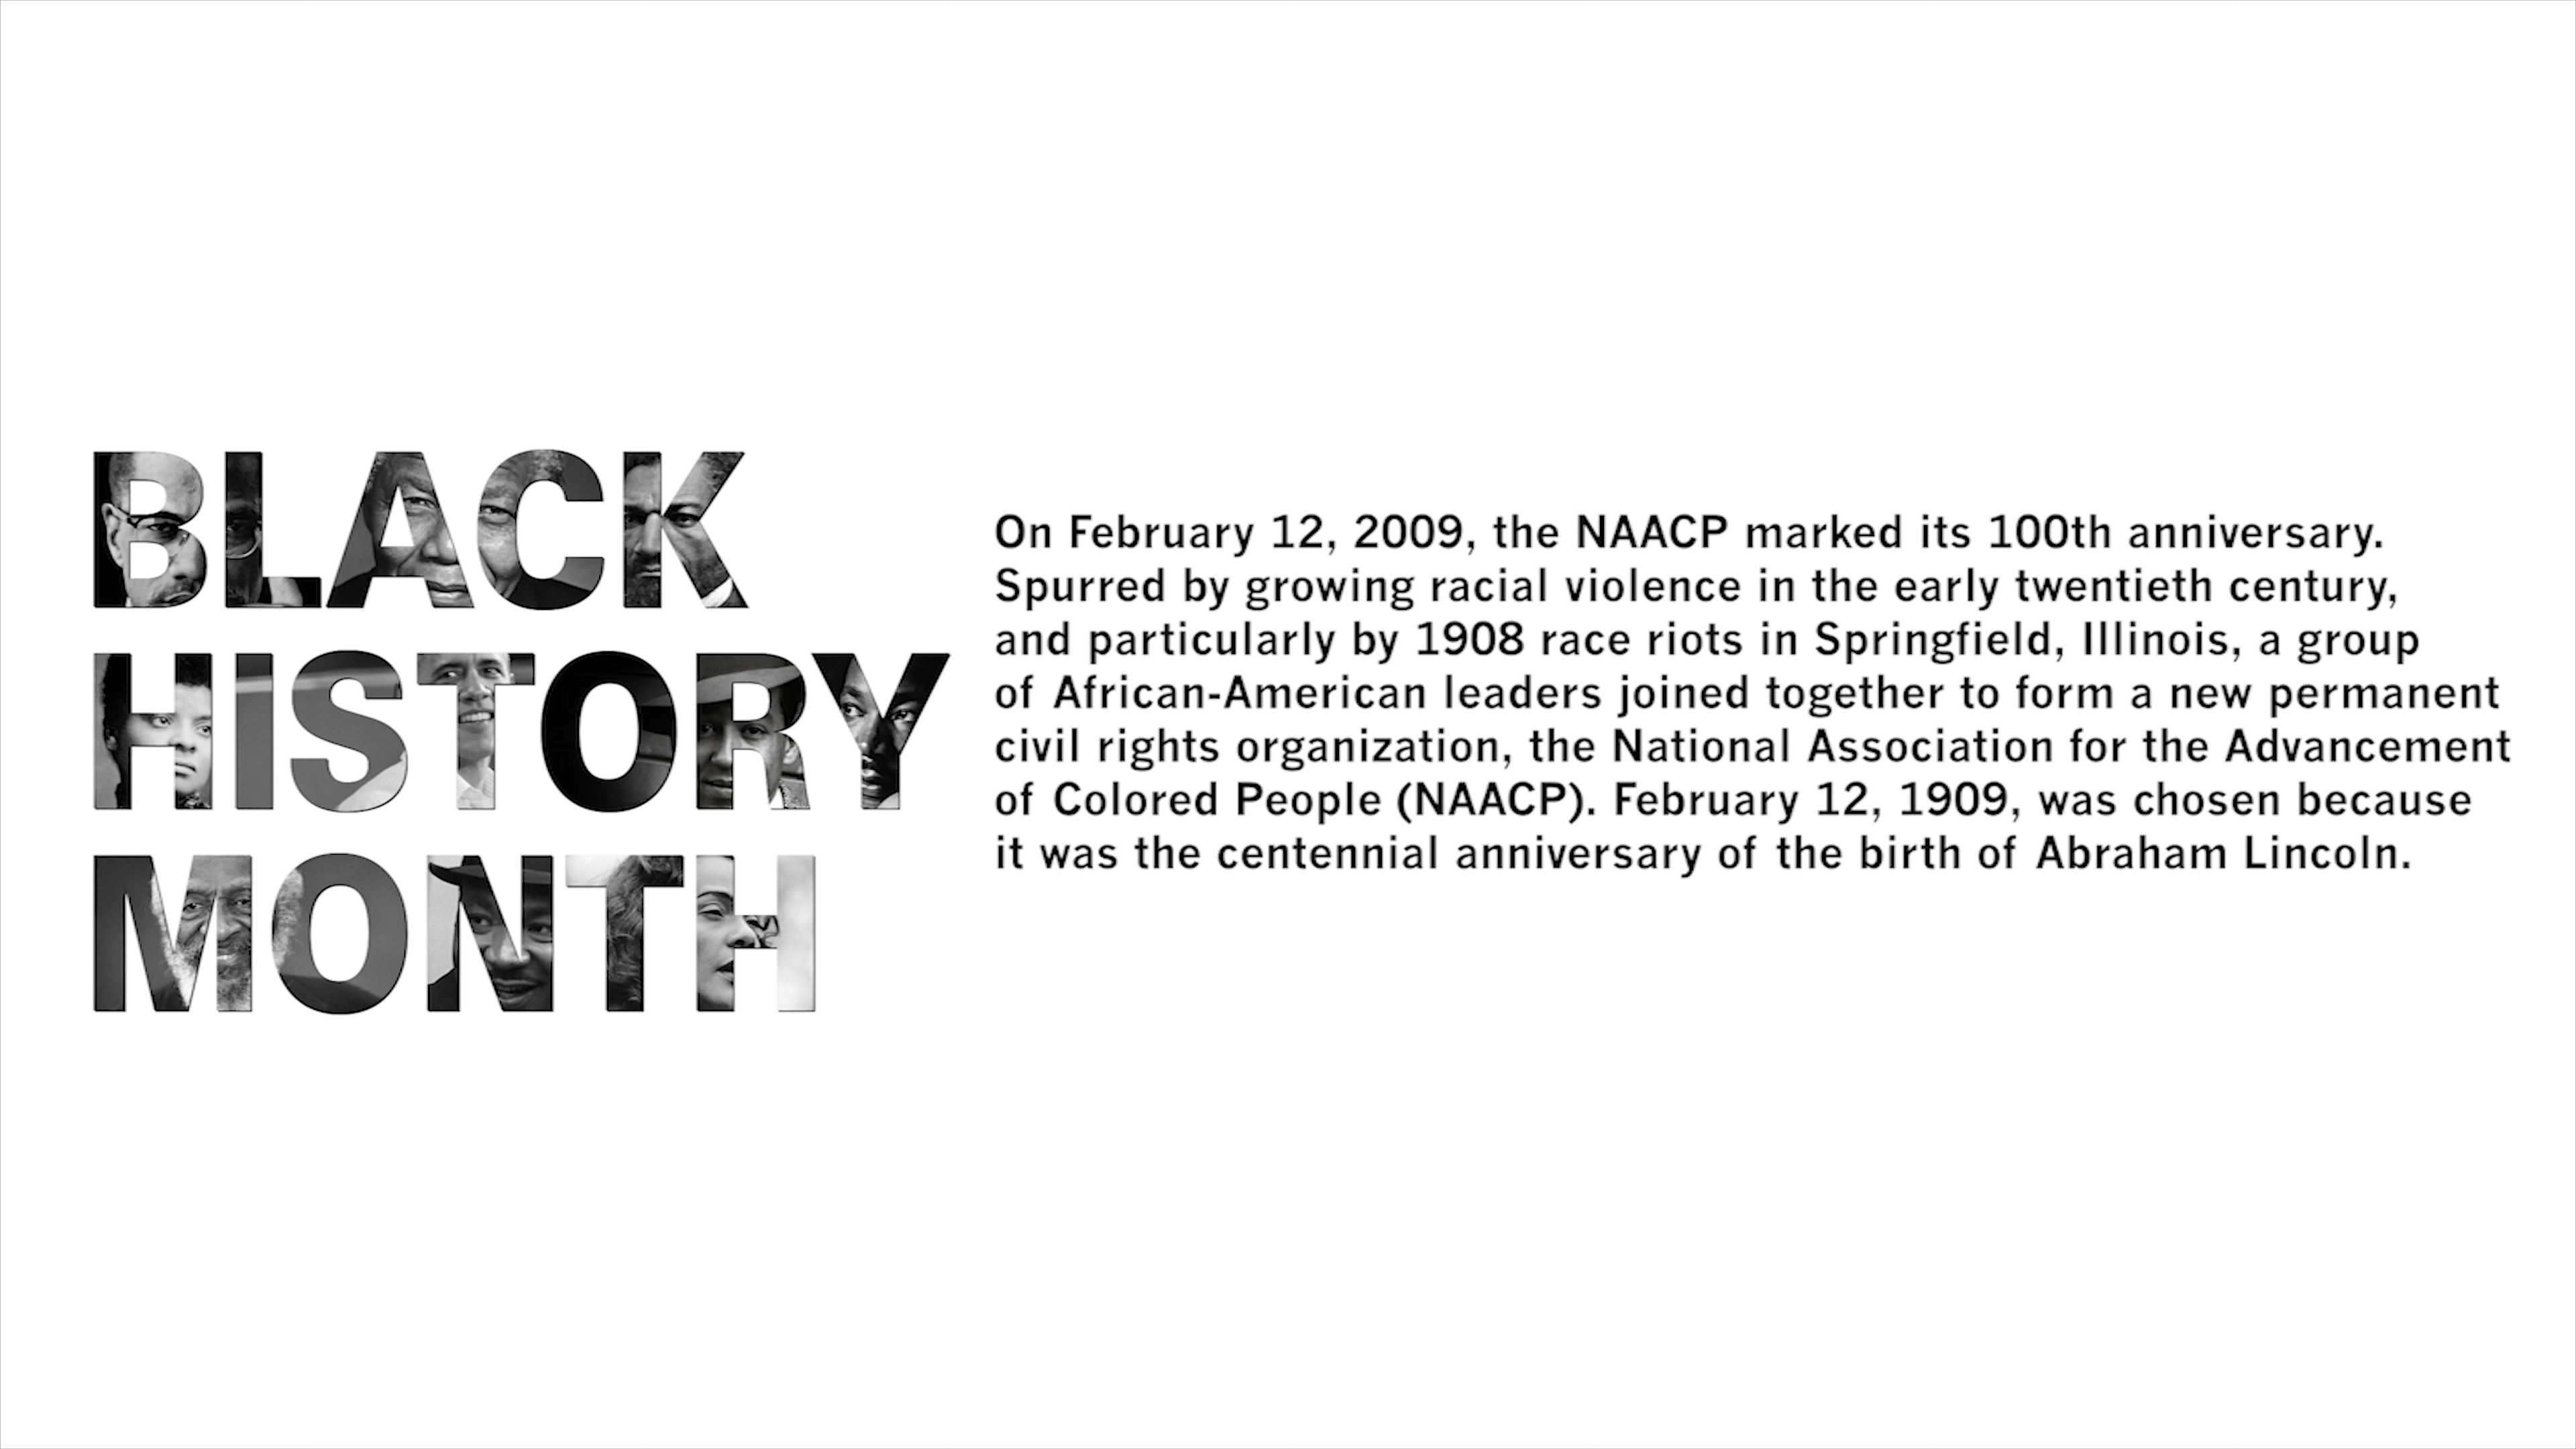 BLACK
HISTORY
MONTH
On February 12, 2009, the NAACP marked its 100th anniversary.
Spurred by growing racial violence in the early twentieth century,
and particularly by 1908 race riots in Springfield, Illinois, a group
of African-American leaders joined together to form a new permanent
civil rights organization, the National Association for the Advancement
of Colored People (NAACP). February 12, 1909, was chosen because
it was the centennial anniversary of the birth of Abraham Lincoln.